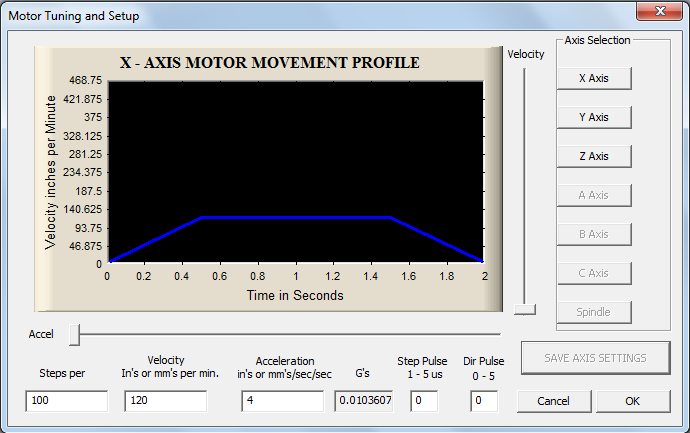 Motor Tuning and Setup
X - AXIS MOTOR MOVEMENT PROFILE
Velocity inches per Minute
468.75
421.875
375
328.125
281.25
234.375
187.5
140.625
93.75
46.875
0
0 0.2 0.4 0.6 0.8 1 1.2 1.4 1.6 1.8 2
Time in Seconds
Velocity
Axis Selection
X Axis
Y Axis
Z Axis
A Axis
B Axis
C Axis
Spindle
Accel
SAVE AXIS SETTINGS
Steps per
Velocity
In's or mm's per min.
Acceleration
in's or mm's/sec/sec
G's
Step Pulse
1 - 5 us
Dir Pulse
0 - 5
100
120
4
0.0103607
0
0
Cancel
OK